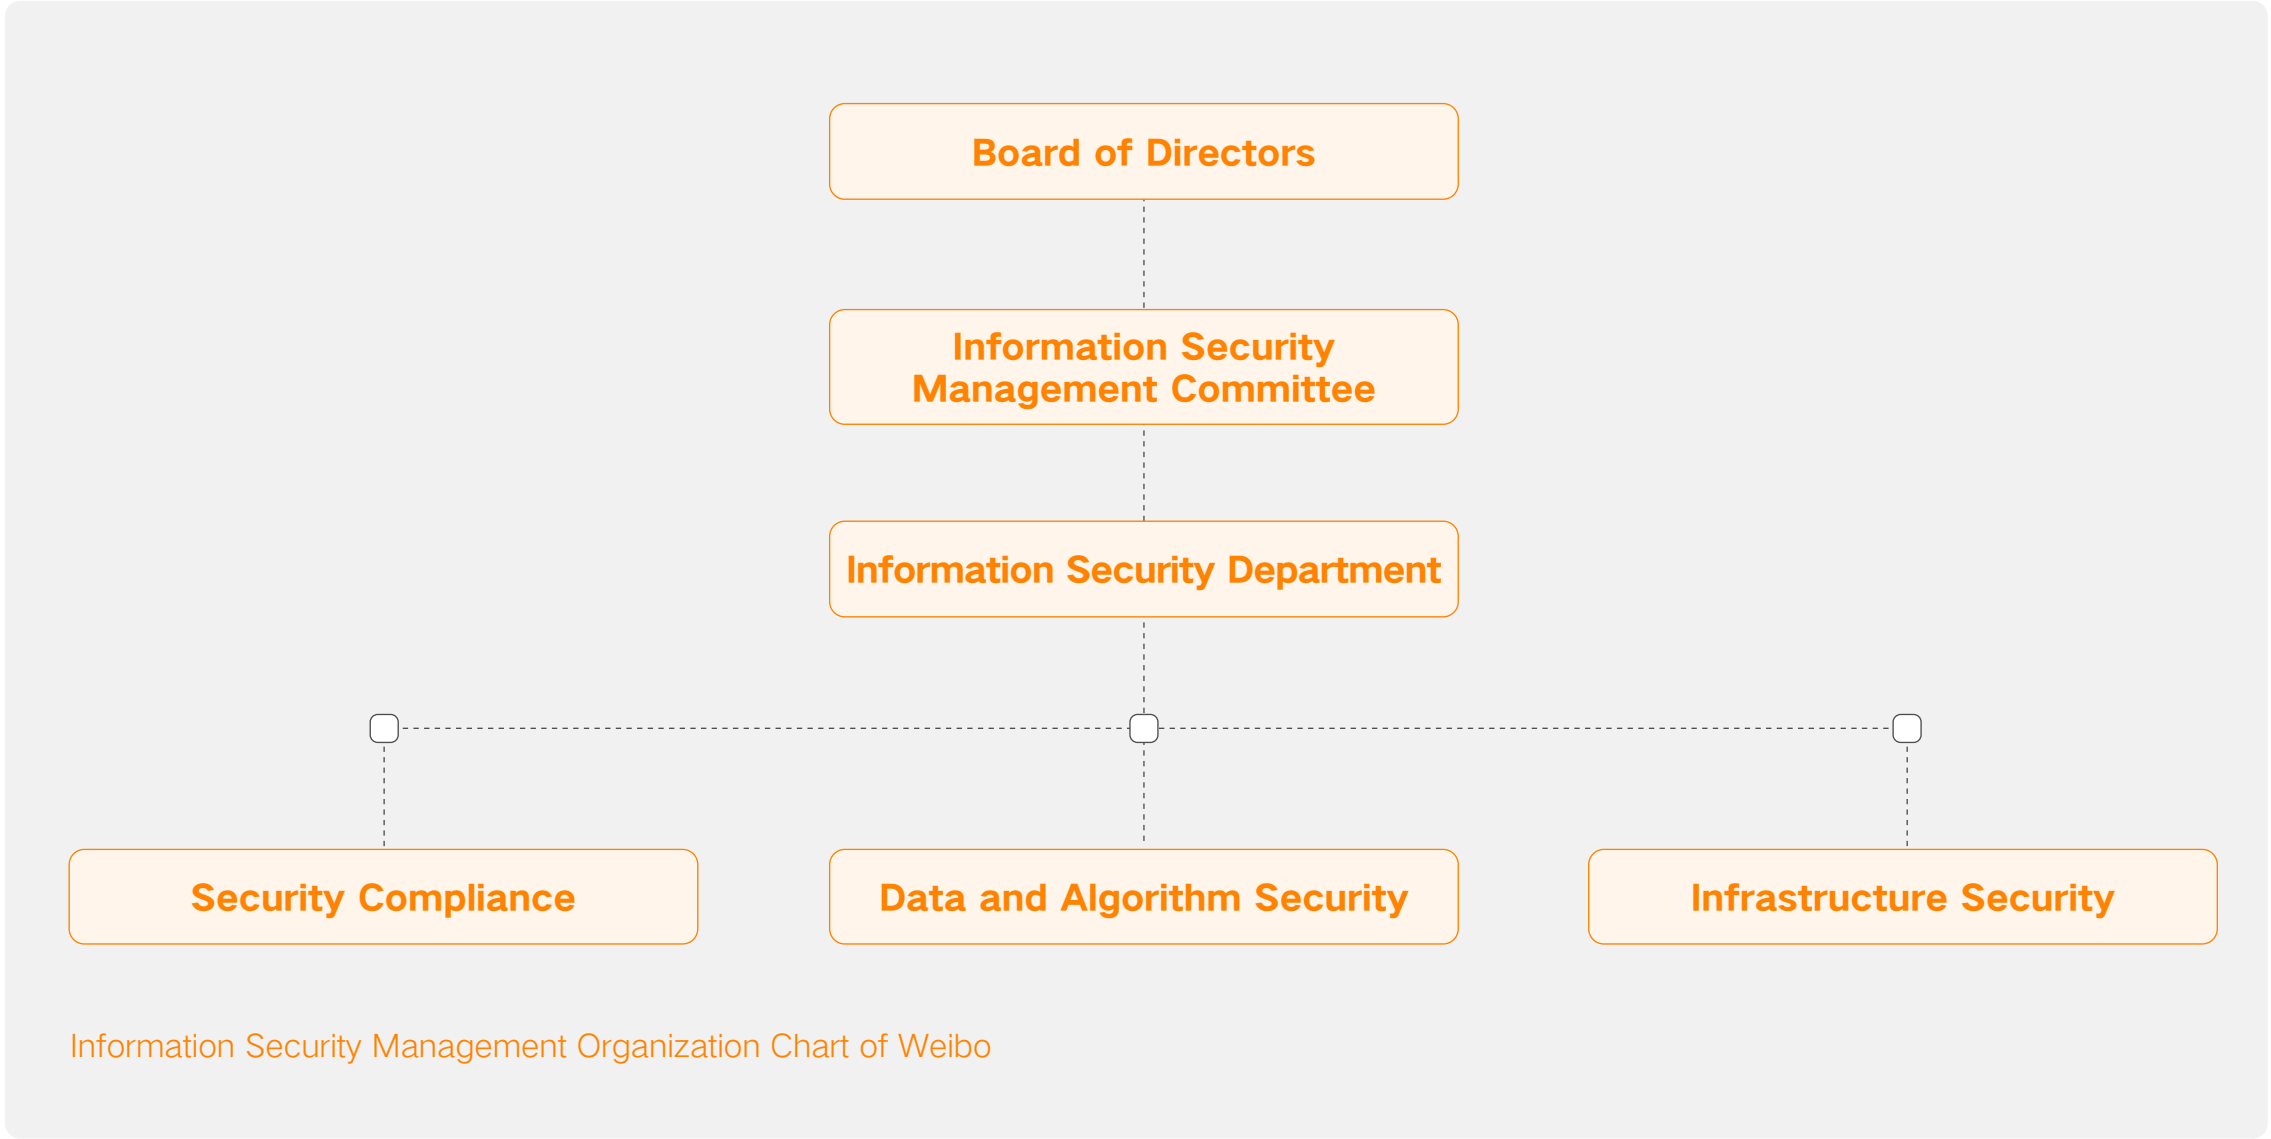 Board of Directors
Information Security
Management Committee
Information Security Department
Security Compliance
Data and Algorithm Security
Infrastructure Security
Information Security Management Organization Chart of Weibo